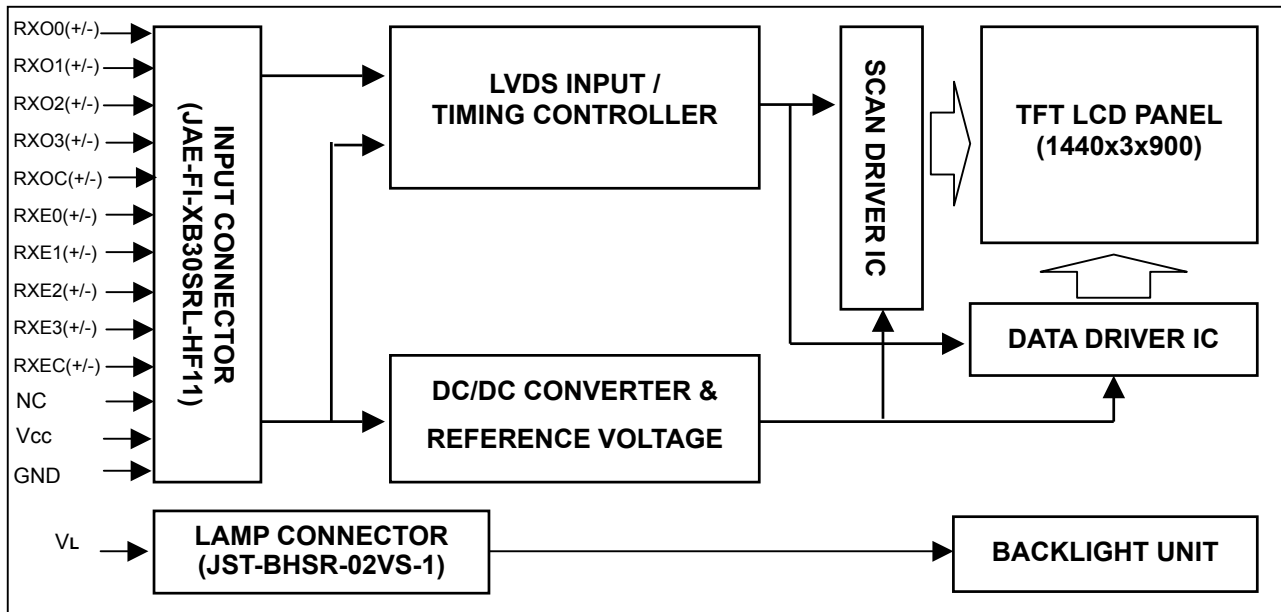 RXO0(+/-)
RXO1(+/-)
RXO2(+/-)
RXO3(+/-)
RXOC(+/-)
RXE0(+/-)
RXE1(+/-)
RXE2(+/-)
RXE3(+/-)
RXEC(+/-)
NC
Vcc
GND
VL
INPUT CONNECTOR
(JAE-FI-XB30SRL-HF11)
LVDS INPUT /
TIMING CONTROLLER
DC/DC CONVERTER &
REFERENCE VOLTAGE
SCAN DRIVER IC
TFT LCD PANEL
(1440x3x900)
DATA DRIVER IC
LAMP CONNECTOR
(JST-BHSR-02VS-1)
BACKLIGHT UNIT